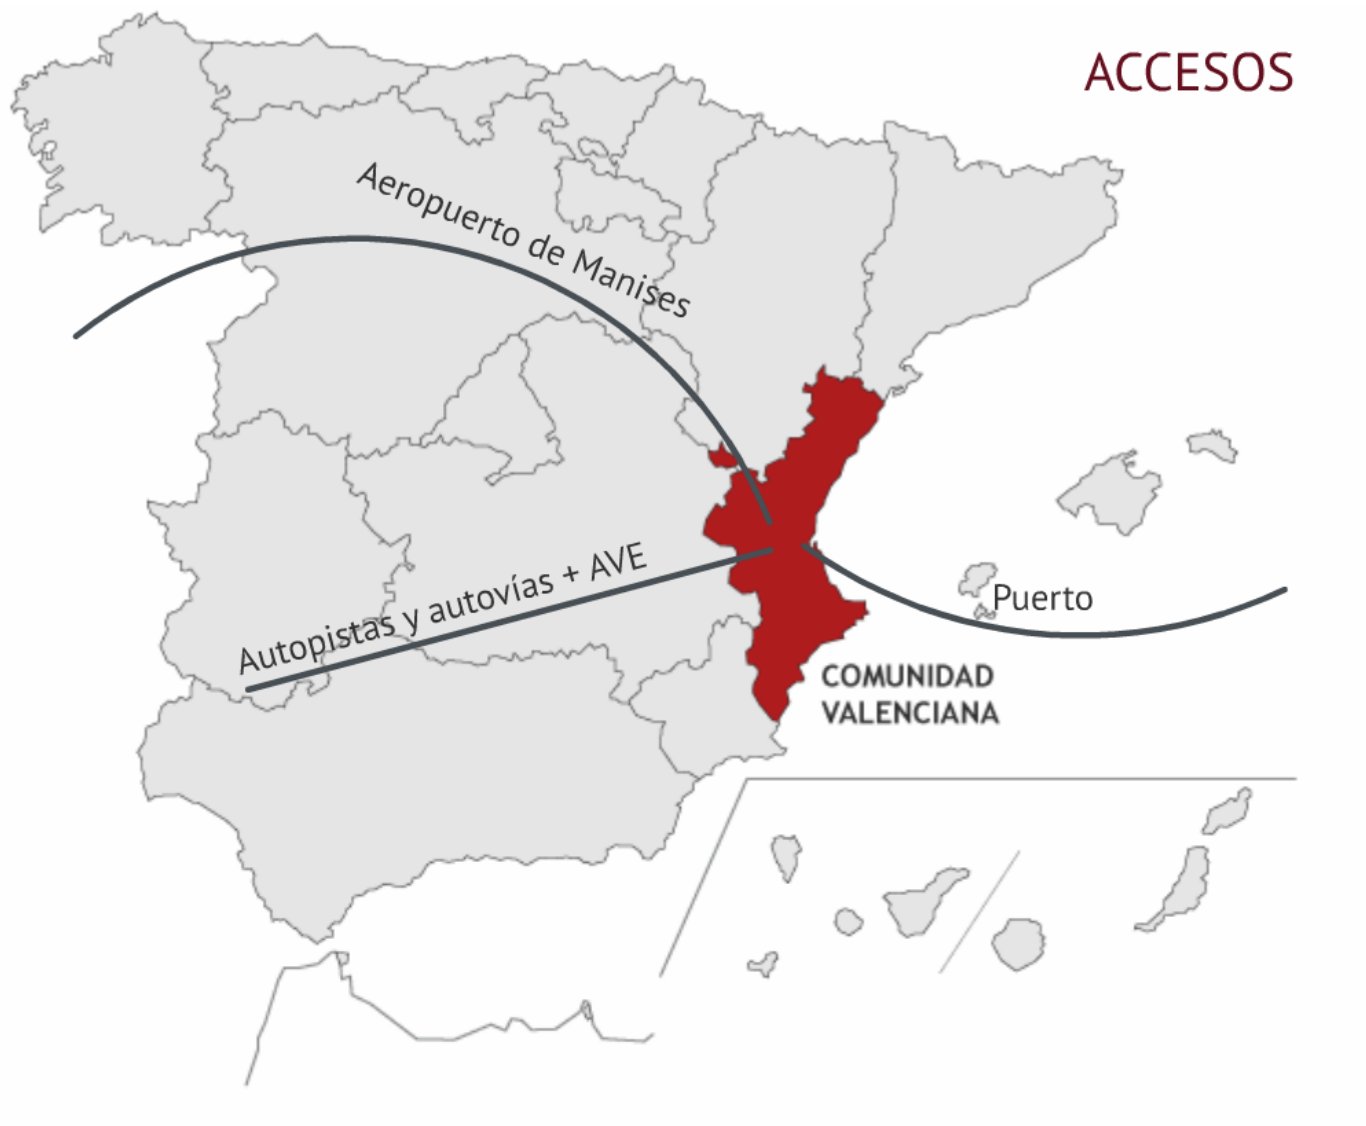 ACCESOS
Aeropuerto de Manises
Autopistas y autovías + AVE
Puerto
COMUNIDAD
VALENCIANA